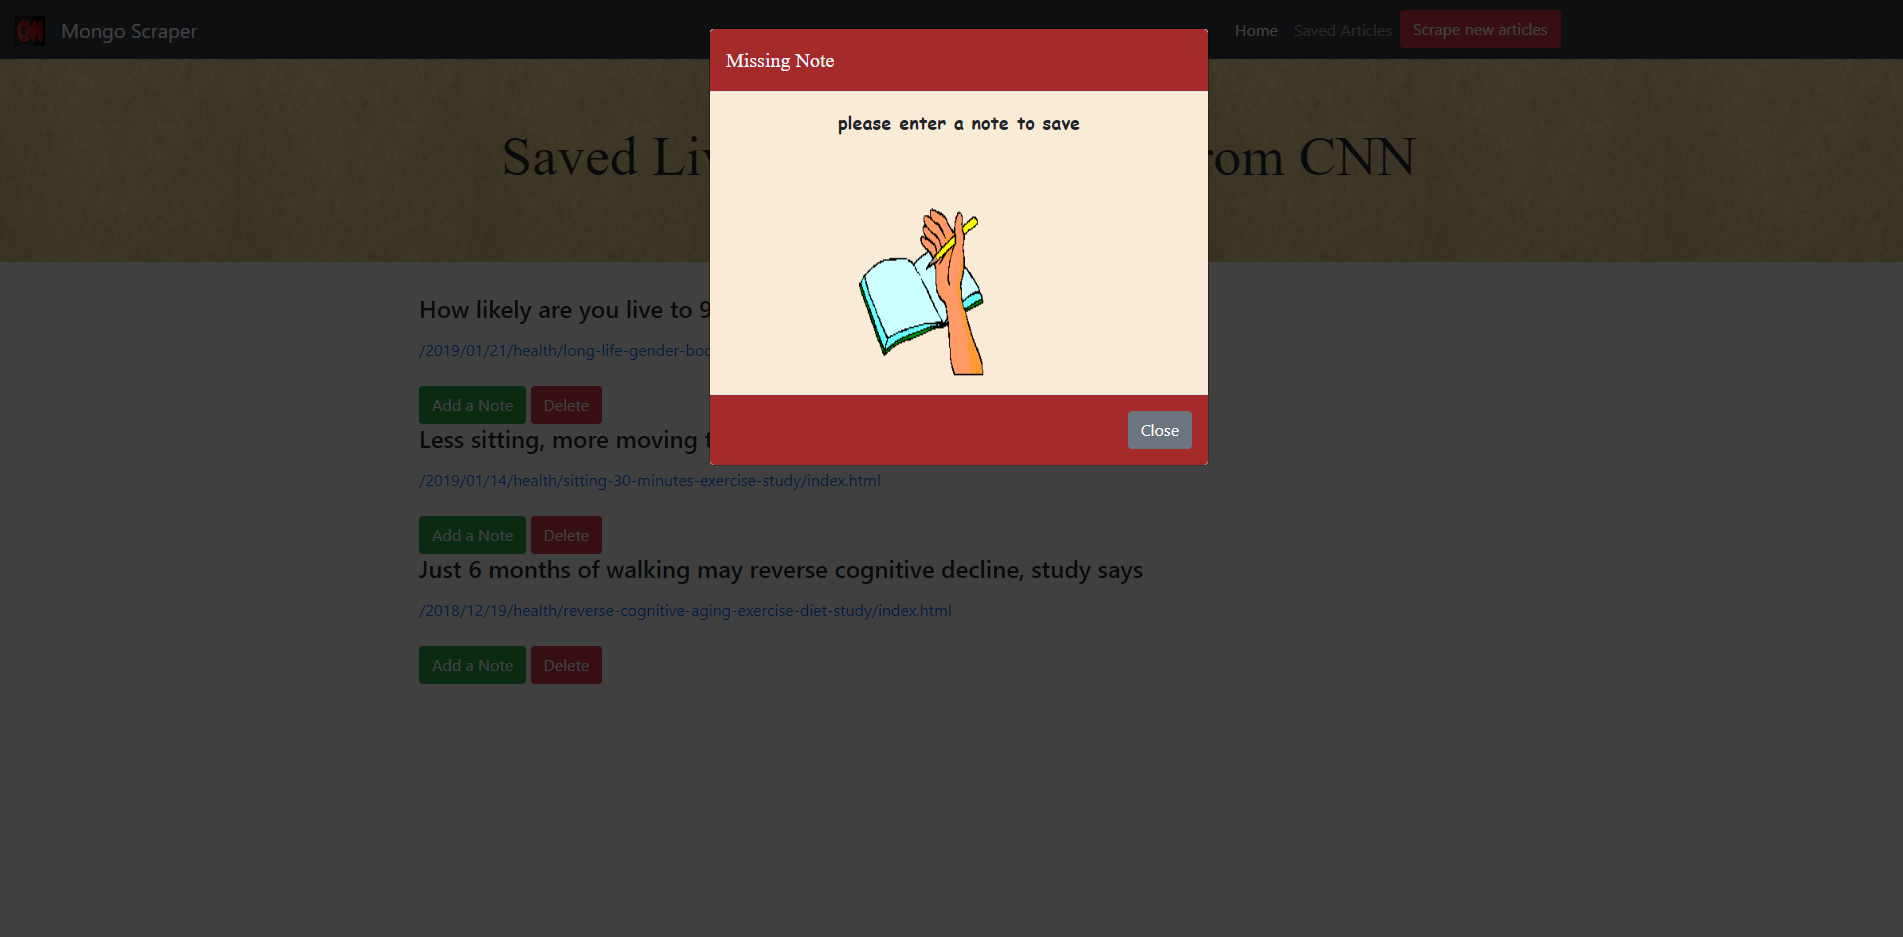 CNN Mongo Scraper Home Saved Articles Scrape new articles
Missing Note
please enter a note to save
Saved Li om CNN
How likely are you live to 9
/2019/01/21/health/long-life-gender-bo
Add a Note Delete
Close
Less sitting, more moving
/2019/01/14/health/sitting-30-minutes-exercise-study/index.html
Add a Note Delete
Just 6 months of walking may reverse cognitive decline, study says
/2018/12/19/health/reverse-cognitive-aging-exercise-diet-study/index.html
Add a Note Delete